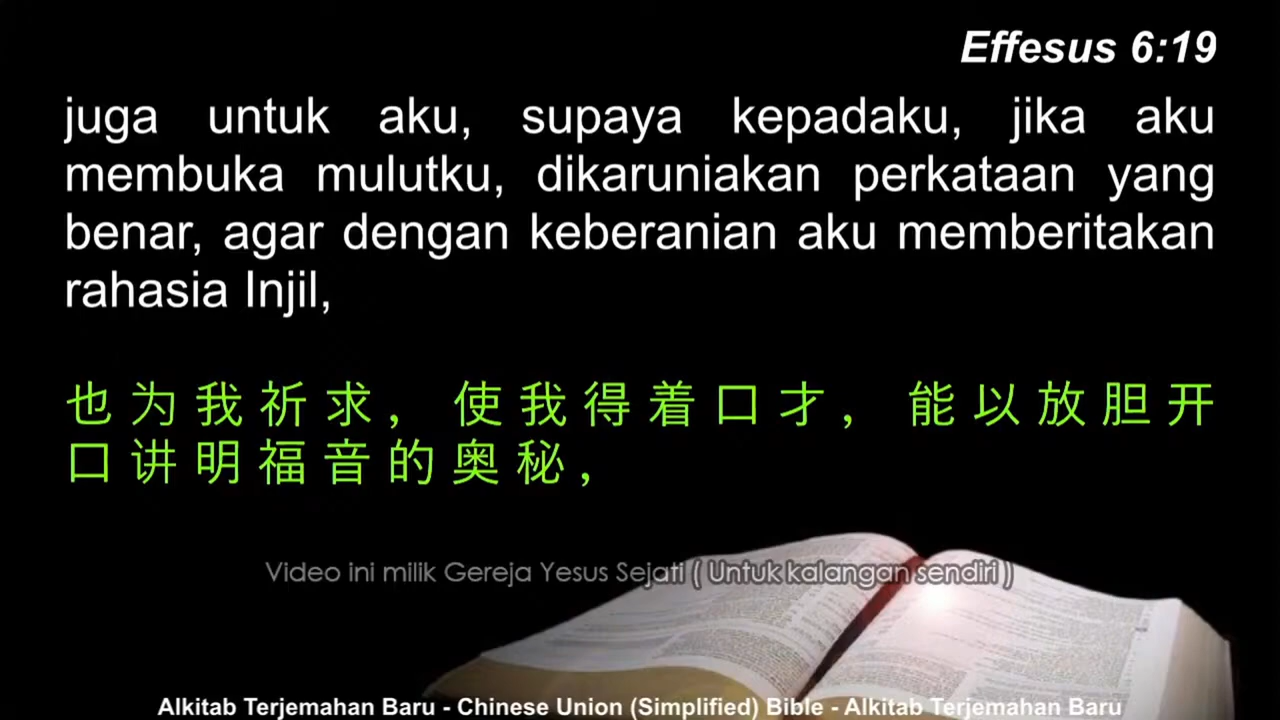 Effesus 6:19
juga untuk aku, supaya kepadaku, jika aku
membuka mulutku, dikaruniakan perkataan yang
benar, agar dengan keberanian aku memberitakan
rahasia Injil,
也为我祈求，使我得着口才，能以放胆开
口讲明福音的奥秘，
Video ini milik Gereja Yesus Sejati ( Untuk kalangan sendiri )
Alkitab Terjemahan Baru - Chinese Union (Simplified) Bible - Alkitab Terjemahan Baru